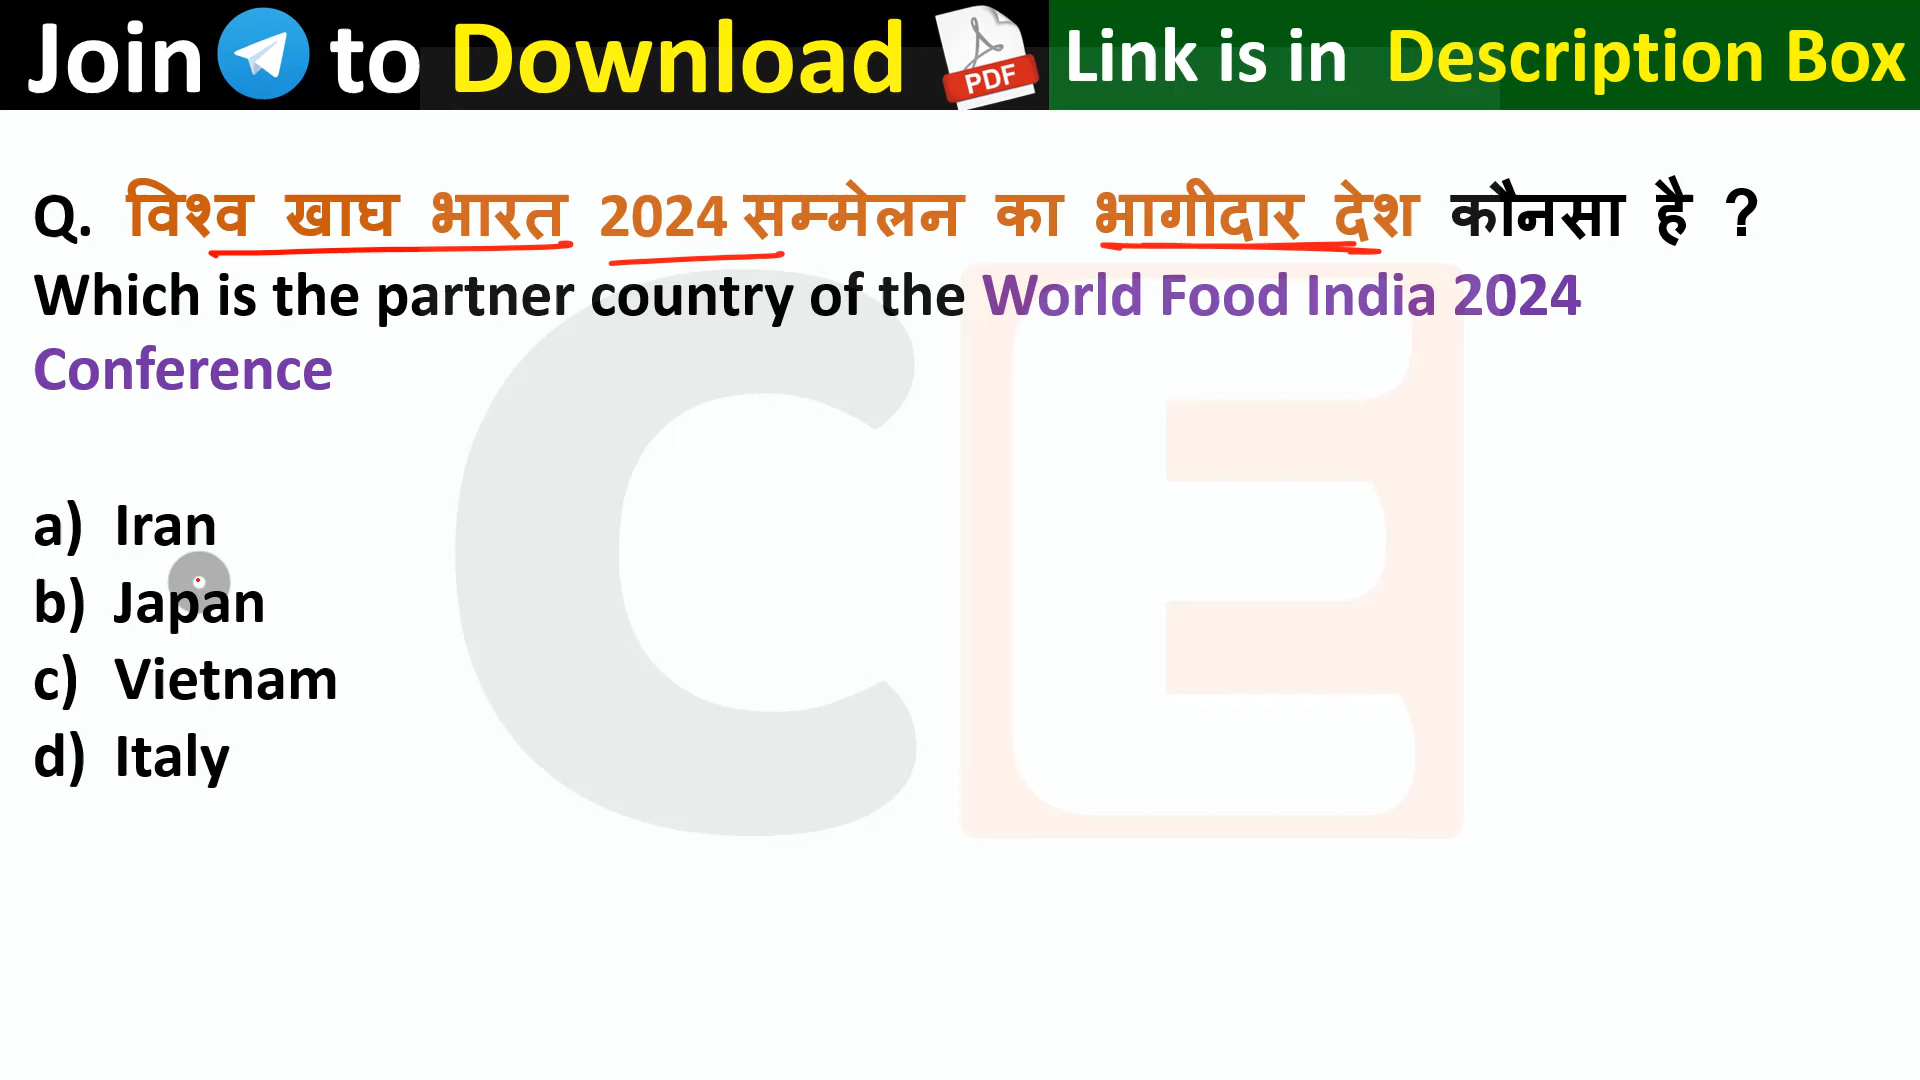 Join to Download PDF Link is in Description Box
Q. विश्व खाघ भारत 2024 सम्मेलन का भागीदार देश कौनसा है ?
Which is the partner country of the World Food India 2024
Conference
a) Iran
b) Japan
c) Vietnam
d) Italy
CE